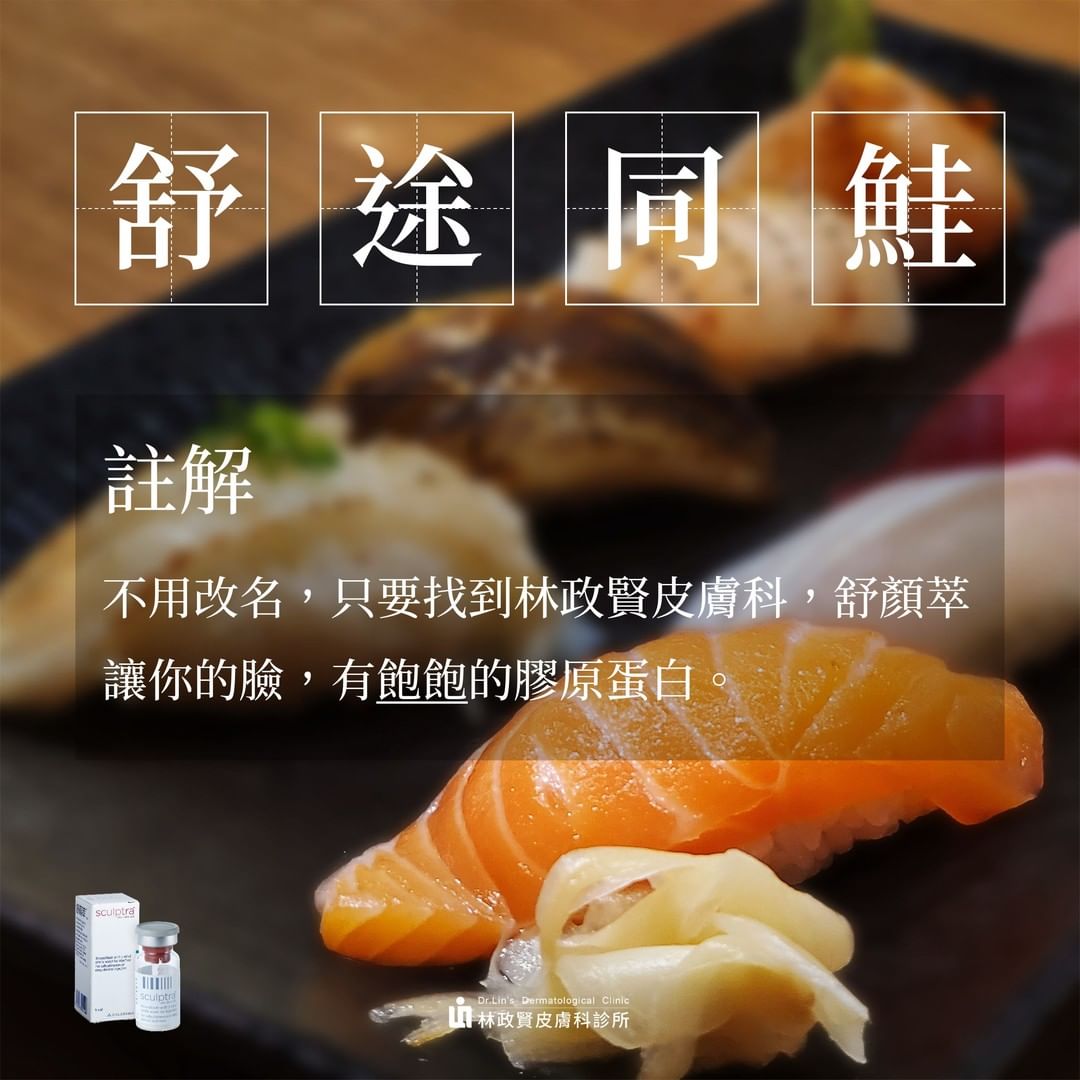 舒途同鮭
註解
不用改名，只要找到林政賢皮膚科，舒顏萃
讓你的臉，有飽飽的膠原蛋白。
sculptra
sculptra
Dr.Lin's Dermatological Clinic
林政賢皮膚科診所